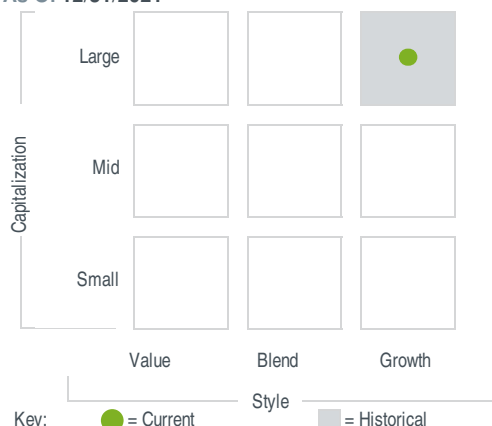 Large
Mid
Capitalization
Small
Value Blend Growth
Style
Key: = Current = Historical